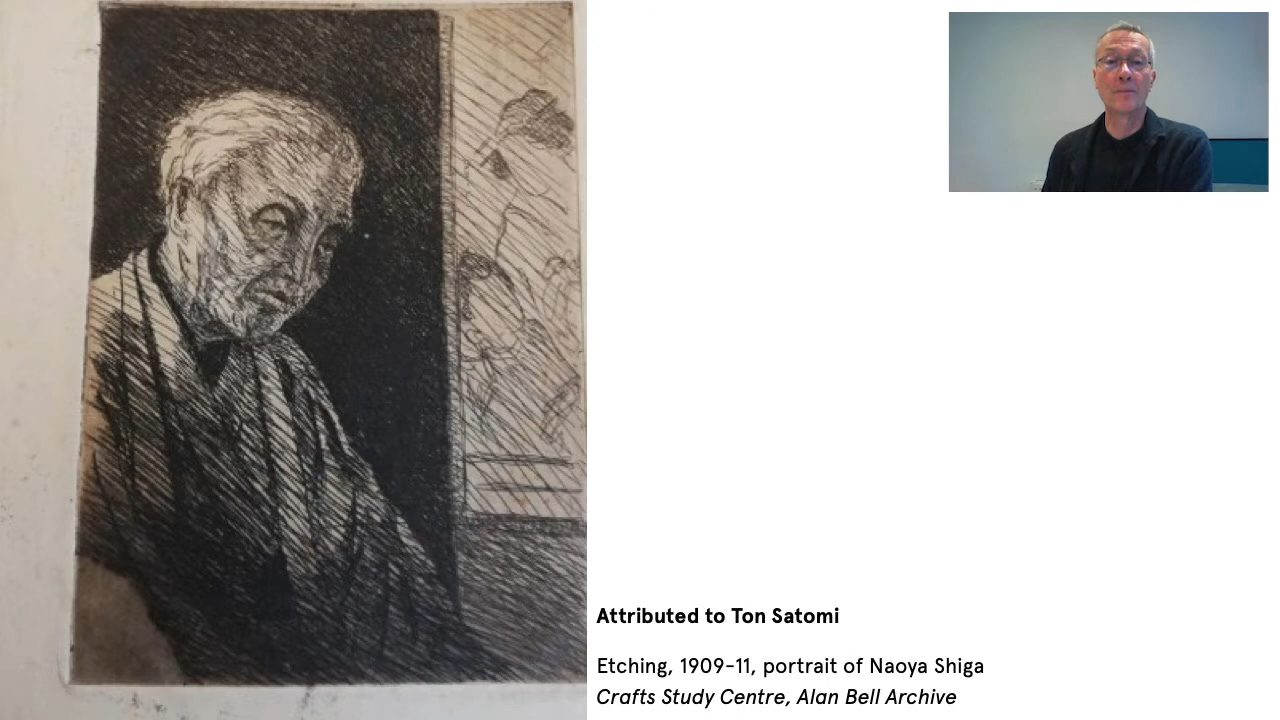 Attributed to Ton Satomi
Etching, 1909-11, portrait of Naoya Shiga
Crafts Study Centre, Alan Bell Archive